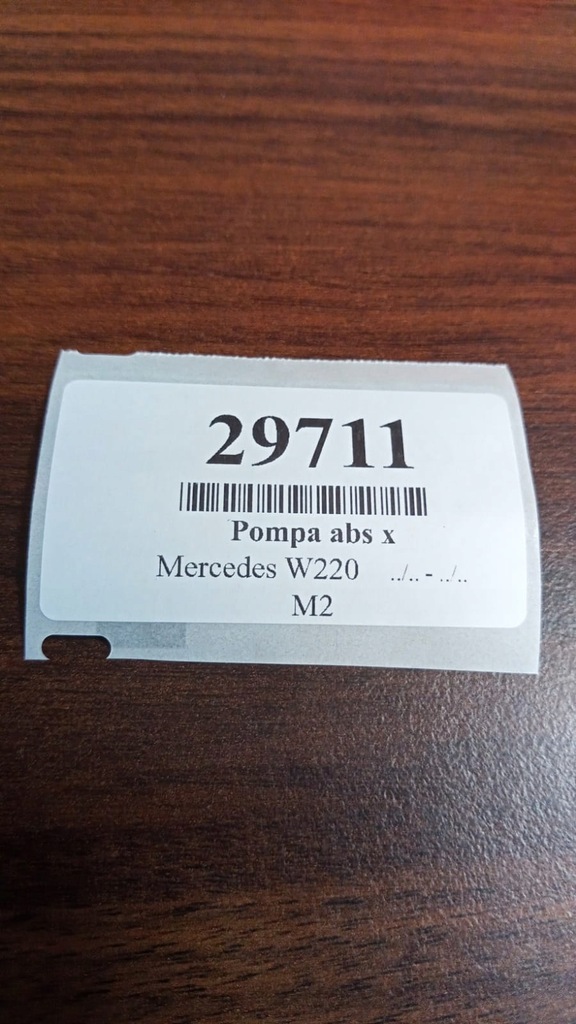 29711
Pompa abs x
Mercedes W220 ../.. - ../..
M2